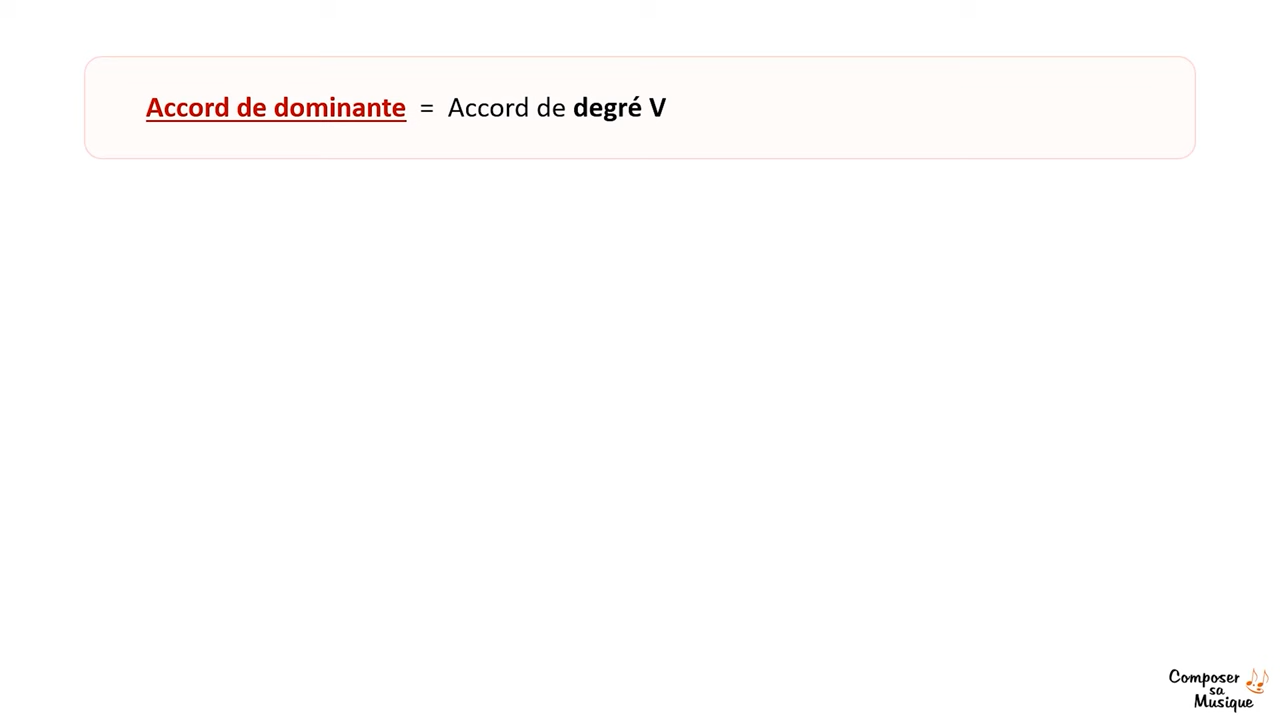 Accord de dominante = Accord de degré V
Composer
sa
Musique